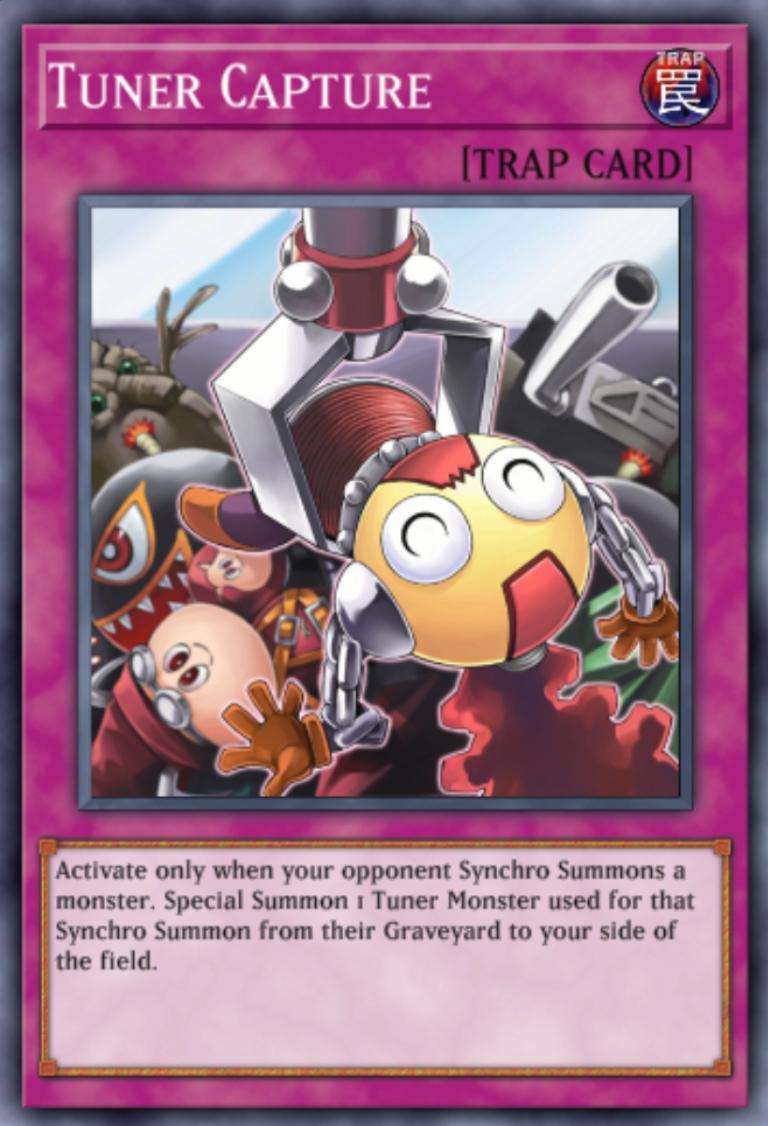 Tuner Capture
TRAP
罠
[TRAP CARD]
Activate only when your opponent Synchro Summons a
monster. Special Summon 1 Tuner Monster used for that
Synchro Summon from their Graveyard to your side of
the field.